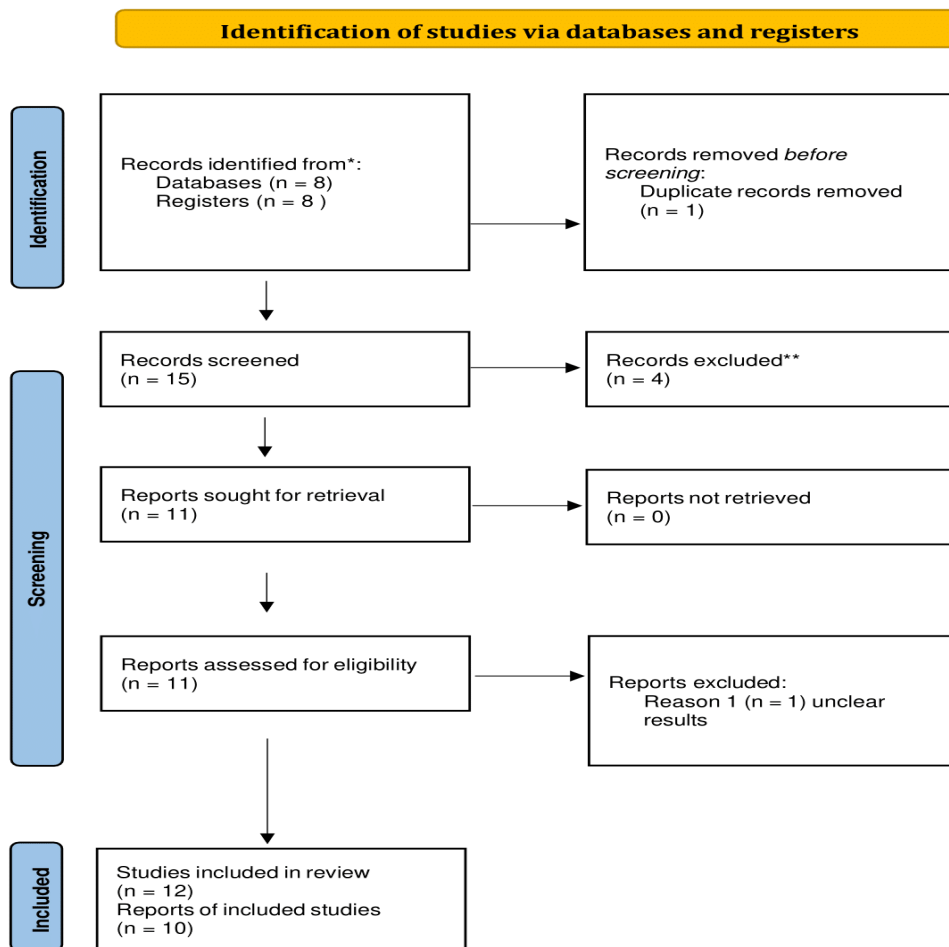 Identification of studies via databases and registers
Identification
Records identified from*:
Databases (n = 8)
Registers (n = 8 )
Records removed before
screening:
Duplicate records removed
(n = 1)
Screening
Records screened
(n = 15)
Records excluded**
(n = 4)
Reports sought for retrieval
(n = 11)
Reports not retrieved
(n = 0)
Reports assessed for eligibility
(n = 11)
Reports excluded:
Reason 1 (n = 1) unclear
results
Included
Studies included in review
(n = 12)
Reports of included studies
(n = 10)